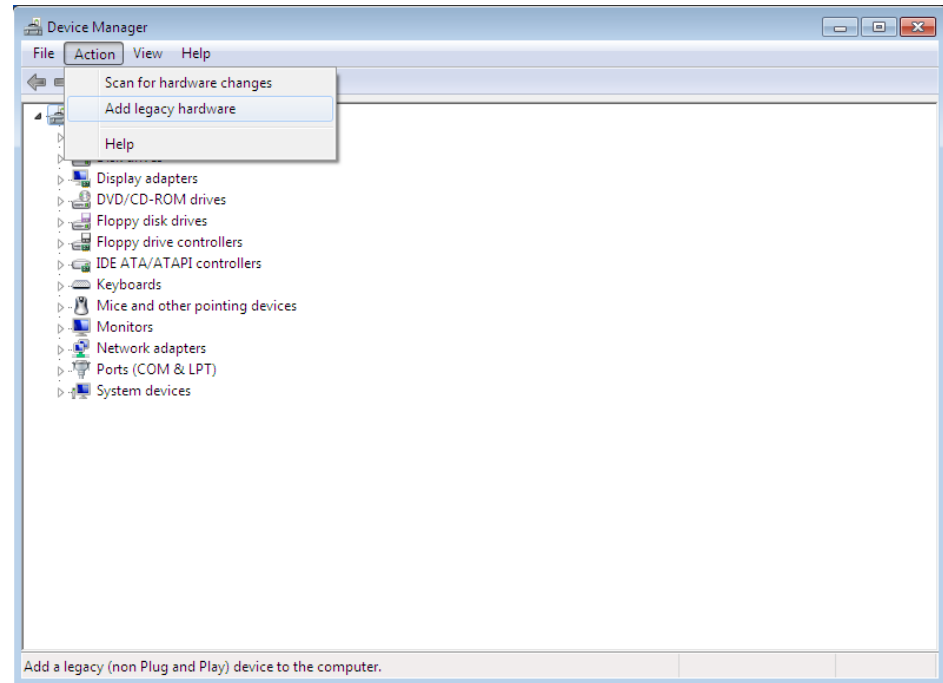 Device Manager
File Action View Help
Scan for hardware changes
Add legacy hardware
Help
Disk drives
Display adapters
DVD/CD-ROM drives
Floppy disk drives
Floppy drive controllers
IDE ATA/ATAPI controllers
Keyboards
Mice and other pointing devices
Monitors
Network adapters
Ports (COM & LPT)
System devices
Add a legacy (non Plug and Play) device to the computer.